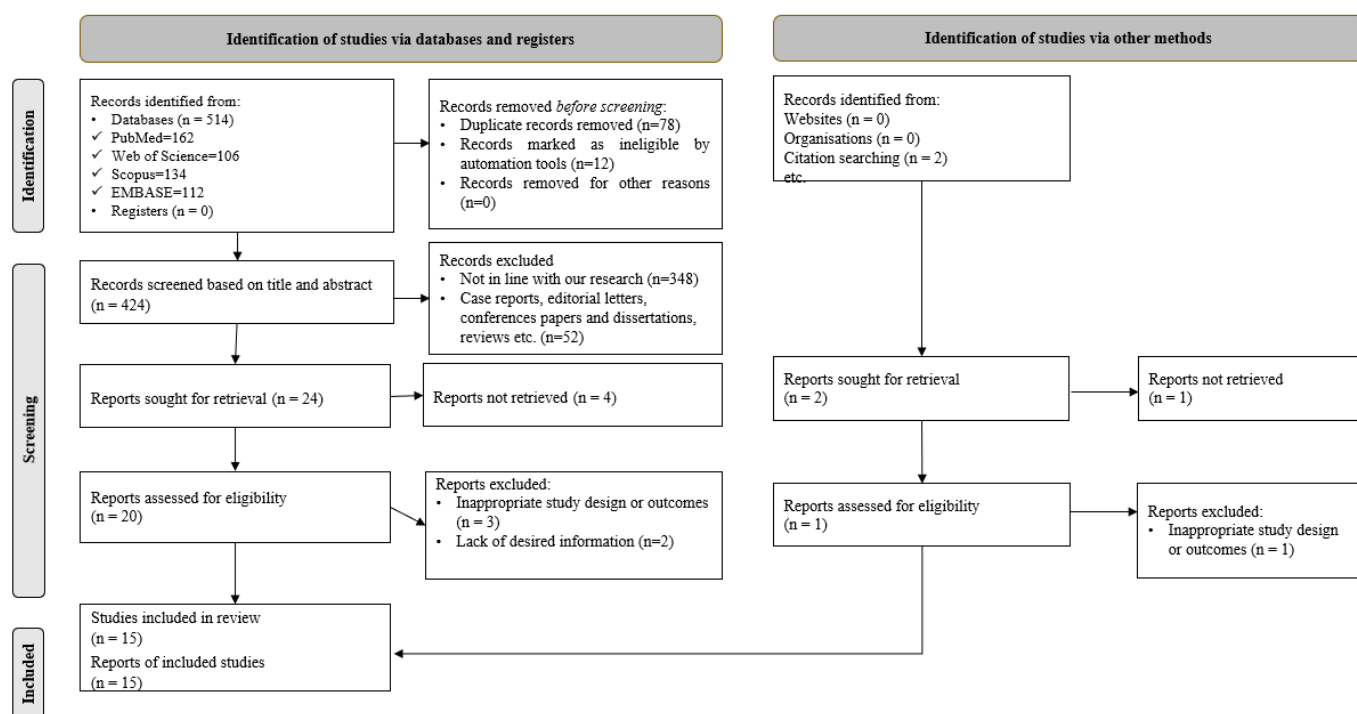 Identification of studies via databases and registers
Identification of studies via other methods
Identification
Records identified from:
• Databases (n = 514)
✓ PubMed=162
✓ Web of Science=106
✓ Scopus=134
✓ EMBASE=112
• Registers (n = 0)
Records removed before screening:
• Duplicate records removed (n=78)
• Records marked as ineligible by
automation tools (n=12)
• Records removed for other reasons
(n=0)
Records identified from:
Websites (n = 0)
Organisations (n = 0)
Citation searching (n = 2)
etc.
Screening
Records screened based on title and abstract
(n = 424)
Records excluded
• Not in line with our research (n=348)
• Case reports, editorial letters,
conferences papers and dissertations,
reviews etc. (n=52)
Reports sought for retrieval (n = 24)
Reports not retrieved (n = 4)
Reports sought for retrieval
(n = 2)
Reports not retrieved
(n = 1)
Reports assessed for eligibility
(n = 20)
Reports excluded:
• Inappropriate study design or outcomes
(n = 3)
• Lack of desired information (n=2)
Reports assessed for eligibility
(n = 1)
Reports excluded:
• Inappropriate study design
or outcomes (n = 1)
Included
Studies included in review
(n = 15)
Reports of included studies
(n = 15)